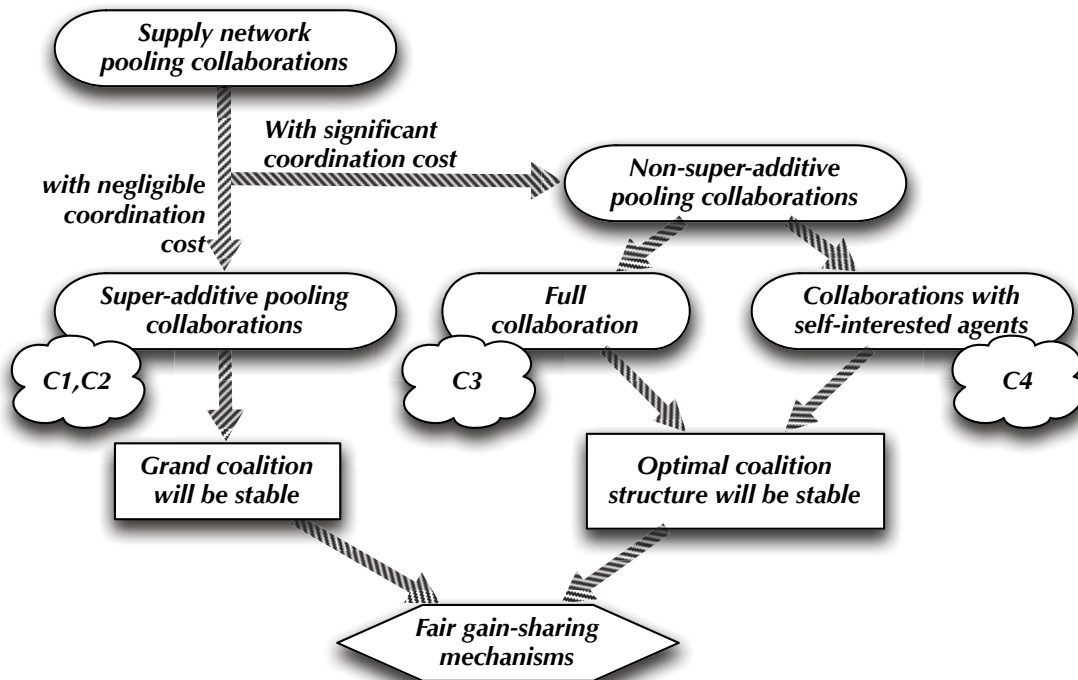 Supply network
pooling collaborations
With significant
coordination cost
with negligible
coordination
cost
Non-super-additive
pooling collaborations
Super-additive pooling
collaborations
Full
collaboration
Collaborations with
self-interested agents
C1,C2
C3
C4
Grand coalition
will be stable
Optimal coalition
structure will be stable
Fair gain-sharing
mechanisms